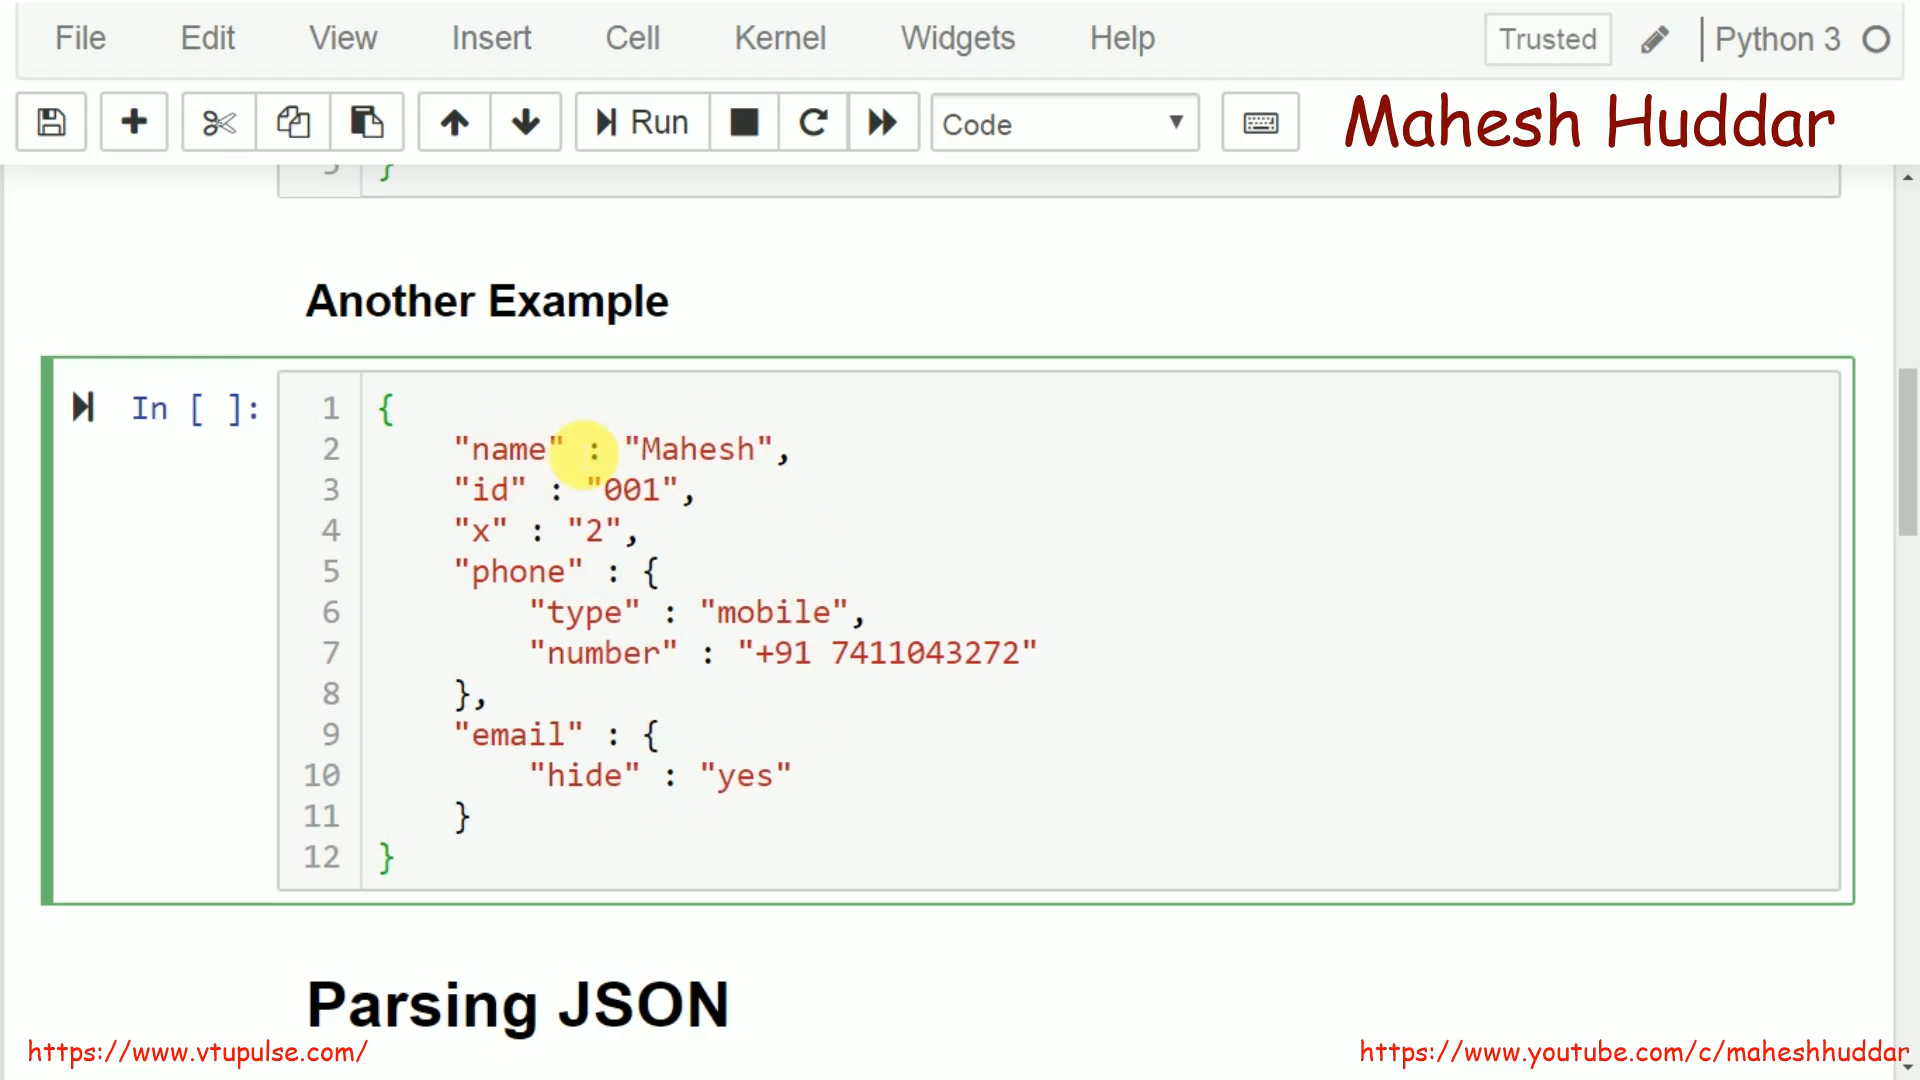 File Edit View Insert Cell Kernel Widgets Help Trusted Python 3
Run Code Mahesh Huddar
5 }
Another Example
In [ ]:
1 {
2 "name" : "Mahesh",
3 "id" : "001",
4 "x" : "2",
5 "phone" : {
6 "type" : "mobile",
7 "number" : "+91 7411043272"
8 },
9 "email" : {
10 "hide" : "yes"
11 }
12 }
Parsing JSON
https://www.vtupulse.com/ https://www.youtube.com/c/maheshhuddar